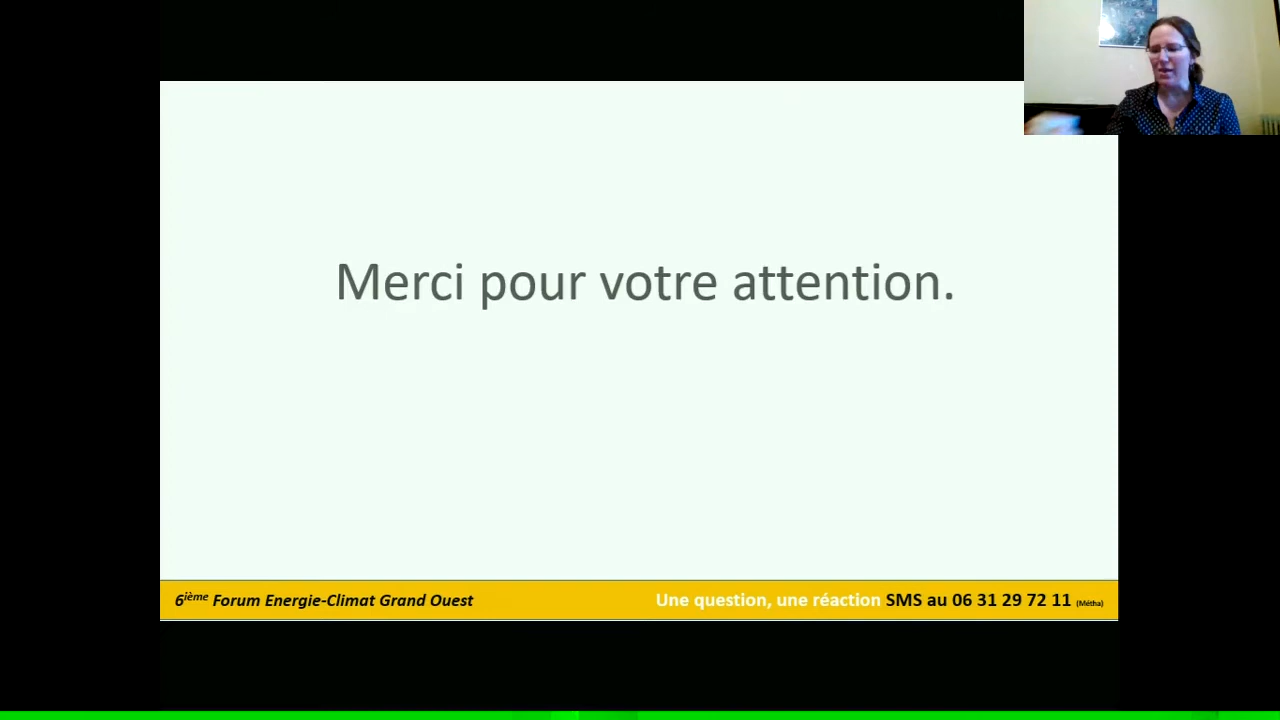 Merci pour votre attention.
6ième Forum Energie-Climat Grand Ouest
Une question, une réaction SMS au 06 31 29 72 11 (Métha)